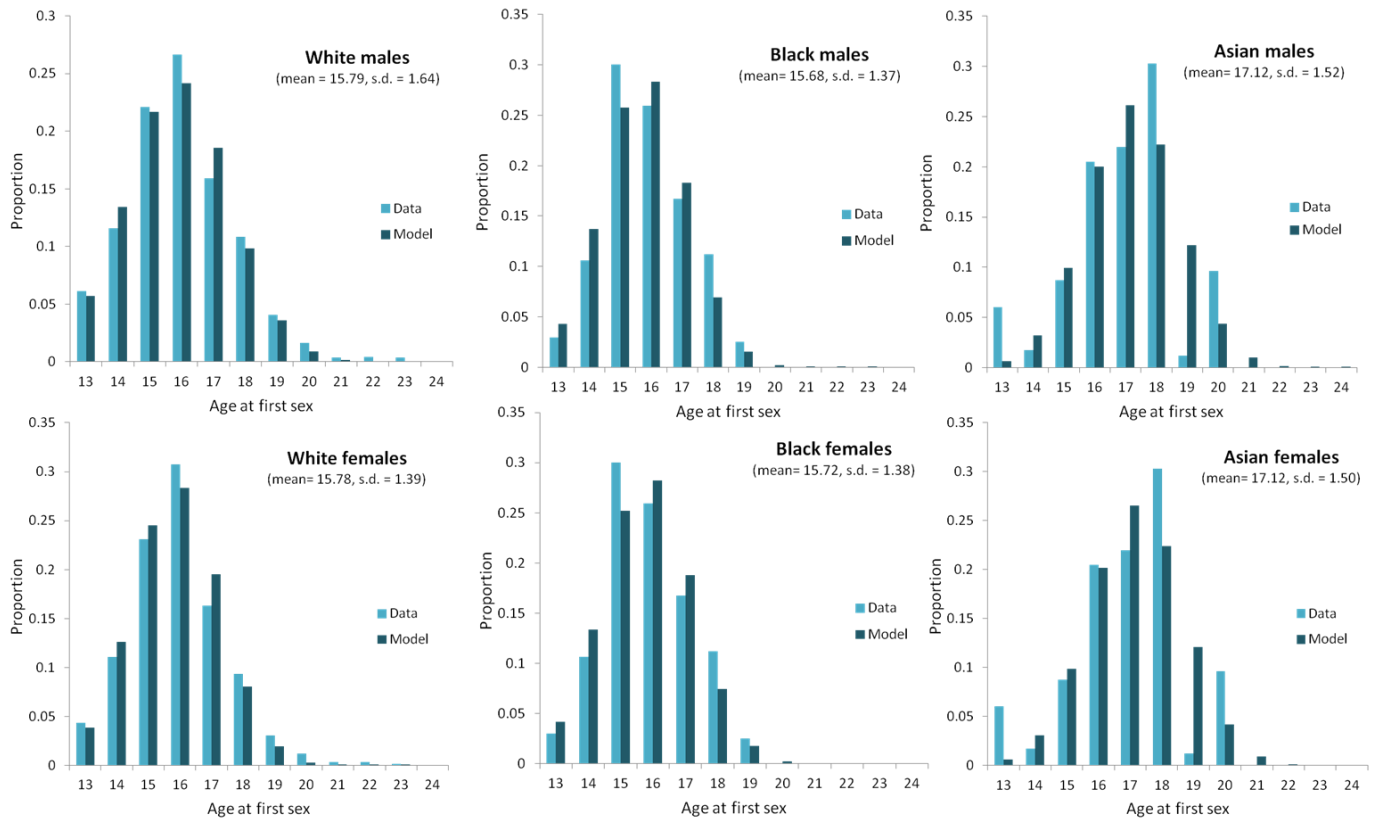 White males
(mean = 15.79, s.d. = 1.64)
Proportion
0.3
0.25
0.2
0.15
0.1
0.05
0
Data
Model
13 14 15 16 17 18 19 20 21 22 23 24
Age at first sex
Black males
(mean= 15.68, s.d. = 1.37)
Proportion
0.35
0.3
0.25
0.2
0.15
0.1
0.05
0
Data
Model
13 14 15 16 17 18 19 20 21 22 23 24
Age at first sex
Asian males
(mean= 17.12, s.d. = 1.52)
Proportion
0.35
0.3
0.25
0.2
0.15
0.1
0.05
0
Data
Model
13 14 15 16 17 18 19 20 21 22 23 24
Age at first sex
White females
(mean= 15.78, s.d. = 1.39)
Proportion
0.35
0.3
0.25
0.2
0.15
0.1
0.05
0
Data
Model
13 14 15 16 17 18 19 20 21 22 23 24
Age at first sex
Black females
(mean= 15.72, s.d. = 1.38)
Proportion
0.35
0.3
0.25
0.2
0.15
0.1
0.05
0
Data
Model
13 14 15 16 17 18 19 20 21 22 23 24
Age at first sex
Asian females
(mean= 17.12, s.d. = 1.50)
Proportion
0.35
0.3
0.25
0.2
0.15
0.1
0.05
0
Data
Model
13 14 15 16 17 18 19 20 21 22 23 24
Age at first sex